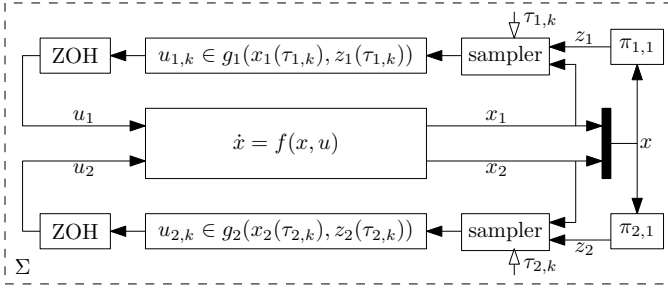 τ₁,ₖ
ZOH
u₁,ₖ ∈ g₁(x₁(τ₁,ₖ), z₁(τ₁,ₖ))
sampler
z₁
π₁,₁
u₁
ẋ = f(x, u)
x₁
x
u₂
x₂
ZOH
u₂,ₖ ∈ g₂(x₂(τ₂,ₖ), z₂(τ₂,ₖ))
sampler
z₂
π₂,₁
Σ
τ₂,ₖ